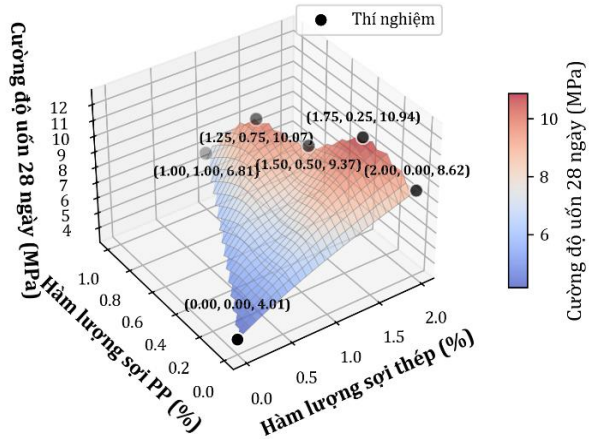 Thí nghiệm
Cường độ uốn 28 ngày (MPa)
12
11
10
9
8
7
6
5
4
(1.75, 0.25, 10.94)
(1.25, 0.75, 10.07)
(1.50, 0.50, 9.37)
(2.00, 0.00, 8.62)
(1.00, 1.00, 6.81)
(0.00, 0.00, 4.01)
1.0
0.8
0.6
0.4
0.2
0.0
Hàm lượng sợi PP (%)
0.0
0.5
1.0
1.5
2.0
Hàm lượng sợi thép (%)
10
8
6
Cường độ uốn 28 ngày (MPa)